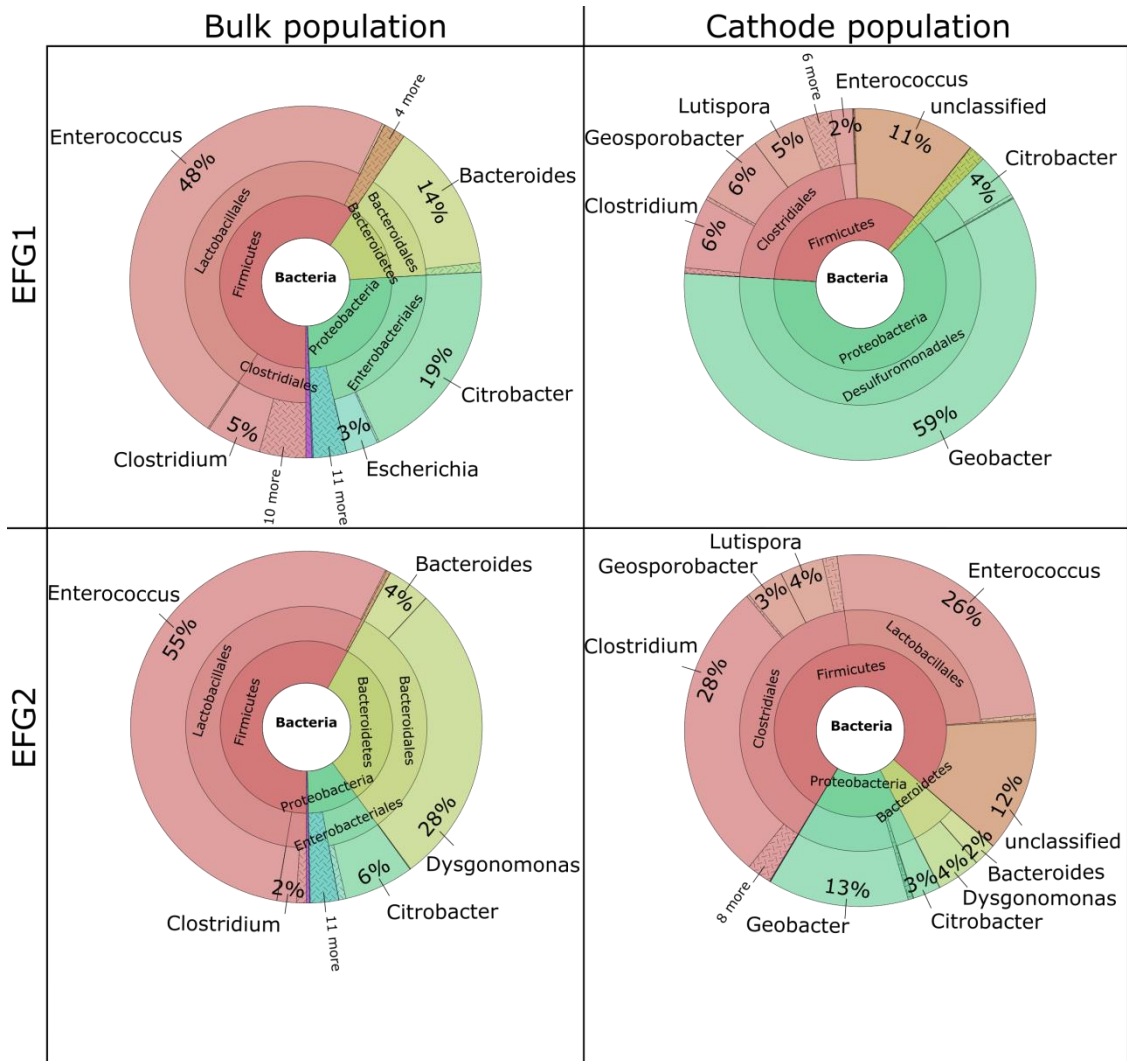 Bulk population
Cathode population
EFG1
4 more
Enterococcus
48%
Bacteroides
14%
Lactobacillales
Firmicutes
Bacteroidetes
Bacteroidales
Bacteria
Proteobacteria
Enterobacteriales
Clostridiales
19%
Citrobacter
5%
3%
Clostridium
Escherichia
10 more
11 more
6 more
Enterococcus
Lutispora
2%
unclassified
Geosporobacter
5%
11%
Citrobacter
6%
4%
Clostridium
6%
Clostridiales
Firmicutes
Bacteria
Proteobacteria
Desulfuromonadales
59%
Geobacter
EFG2
Bacteroides
Enterococcus
4%
55%
Lactobacillales
Firmicutes
Bacteria
Bacteroidetes
Bacteroidales
Proteobacteria
Enterobacteriales
28%
Dysgonomonas
2%
6%
Clostridium
Citrobacter
11 more
Lutispora
Geosporobacter
Enterococcus
3%
4%
26%
Clostridium
28%
Lactobacillales
Firmicutes
Clostridiales
Bacteria
Proteobacteria
Bacteroidetes
12%
unclassified
2%
Bacteroides
4%
Dysgonomonas
3%
Citrobacter
13%
Geobacter
8 more